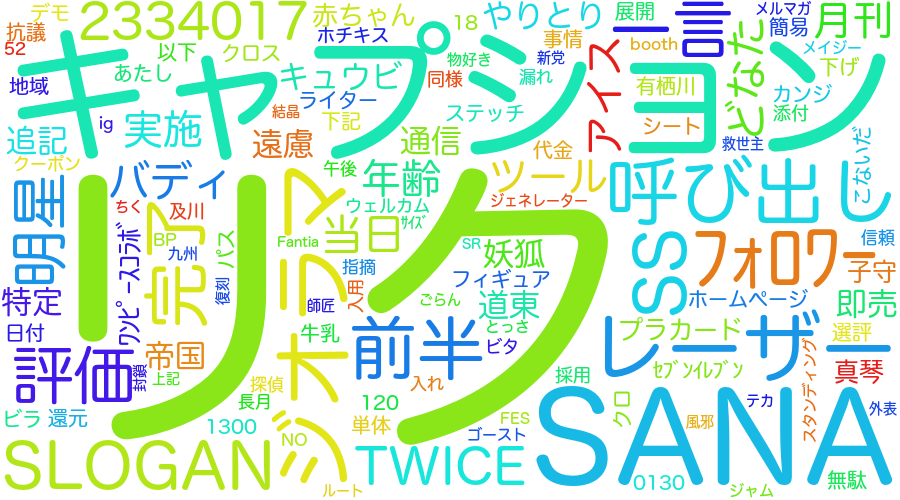 抗議
デモ
2334017
赤ちゃん
18
やりとり
展開
メルマガ
簡易
月刊
一言
52
以下
クロス
ホチキス
事情
booth
新党
どなた
メイジー
下げ
地域
あたし
キャプション
キュウビ
同様
物好き
漏れ
アイス
有栖川
カンジ
添付
ig
結晶
ライター
下記
ステッチ
シート
救世主
追記
実施
遠慮
通信
代金
こないだ
クーポン
バディ
午後
年齢
ツール
呼び出し
明星
ちく
及川
ウェルカム
サイズ
ジェネレーター
リク
ジオラマ
当日
完了
BP
九州
パス
Fantia
SR
妖狐
SS
フォロワー
信頼
子守
ワンピースコラボ
復刻
指摘
フィギュア
特定
師匠
入用
ごらん
道東
ホームページ
即売
日付
牛乳
前半
とっさ
ビタ
プラカード
レーザー
選評
評価
帝国
封鎖
上記
探偵
入れ
採用
セブンイレブン
真琴
ビラ
還元
長月
120
単体
FES
クロ
SANA
風邪
テカ
スタンディング
外表
1300
NO
ゴースト
SLOGAN
TWICE
ルート
0130
ジャム
無駄